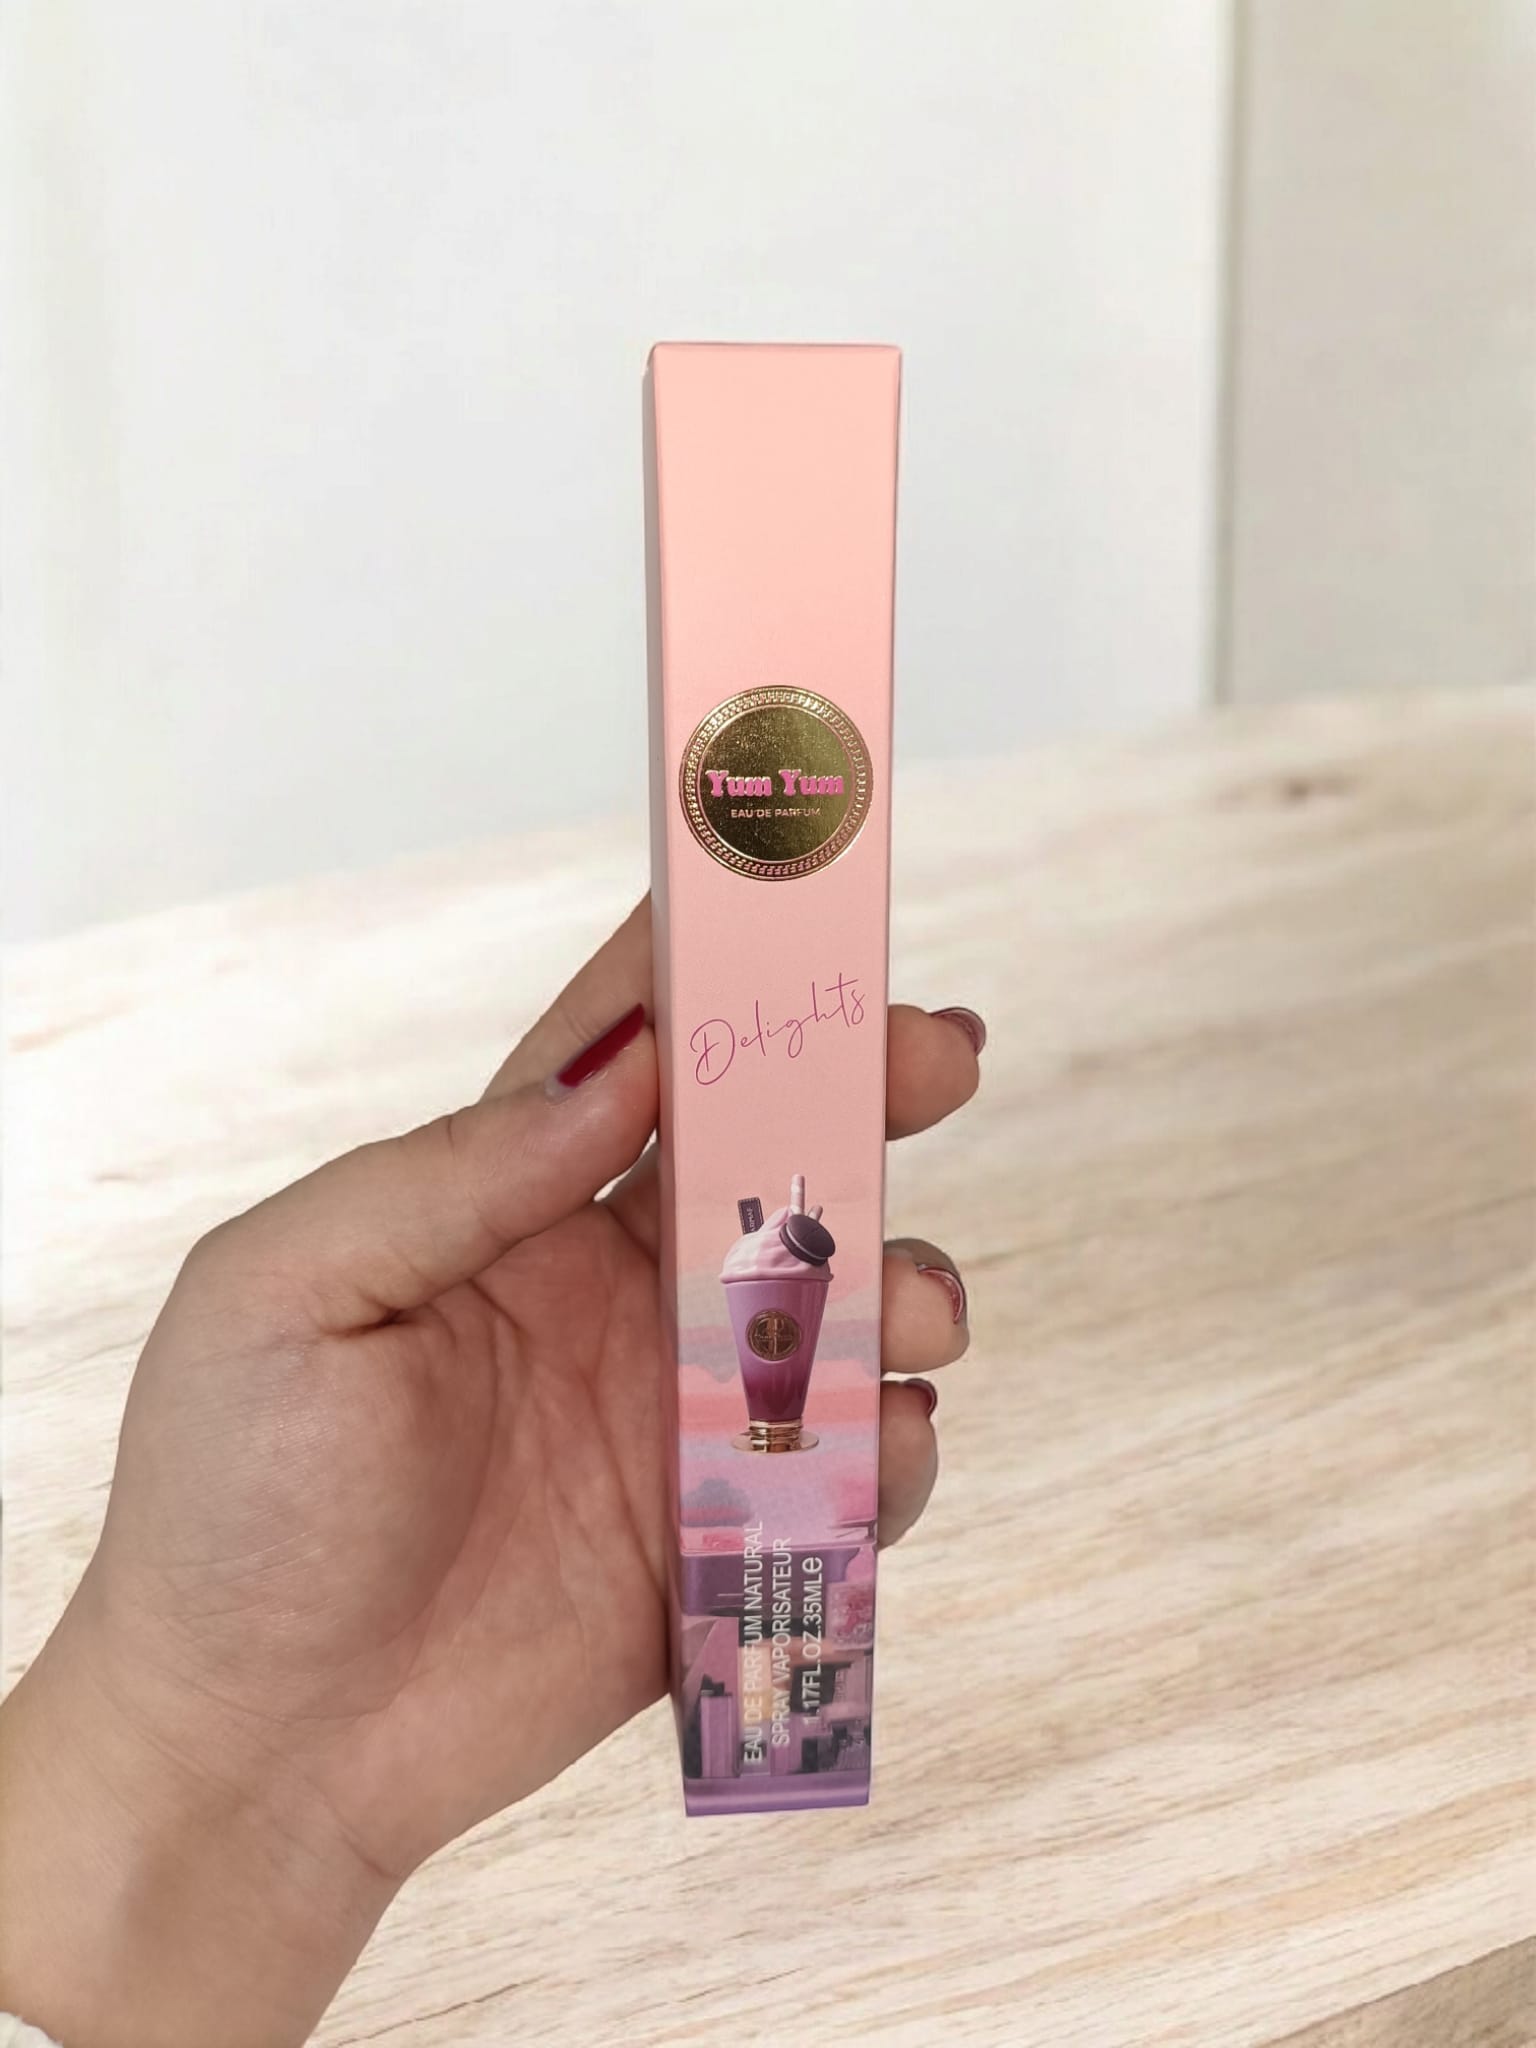 Yum Yum
EAU DE PARFUM
Delights
EAU DE PARFUM NATURAL
SPRAY VAPORISATEUR
1.17FL.OZ.35ML℮